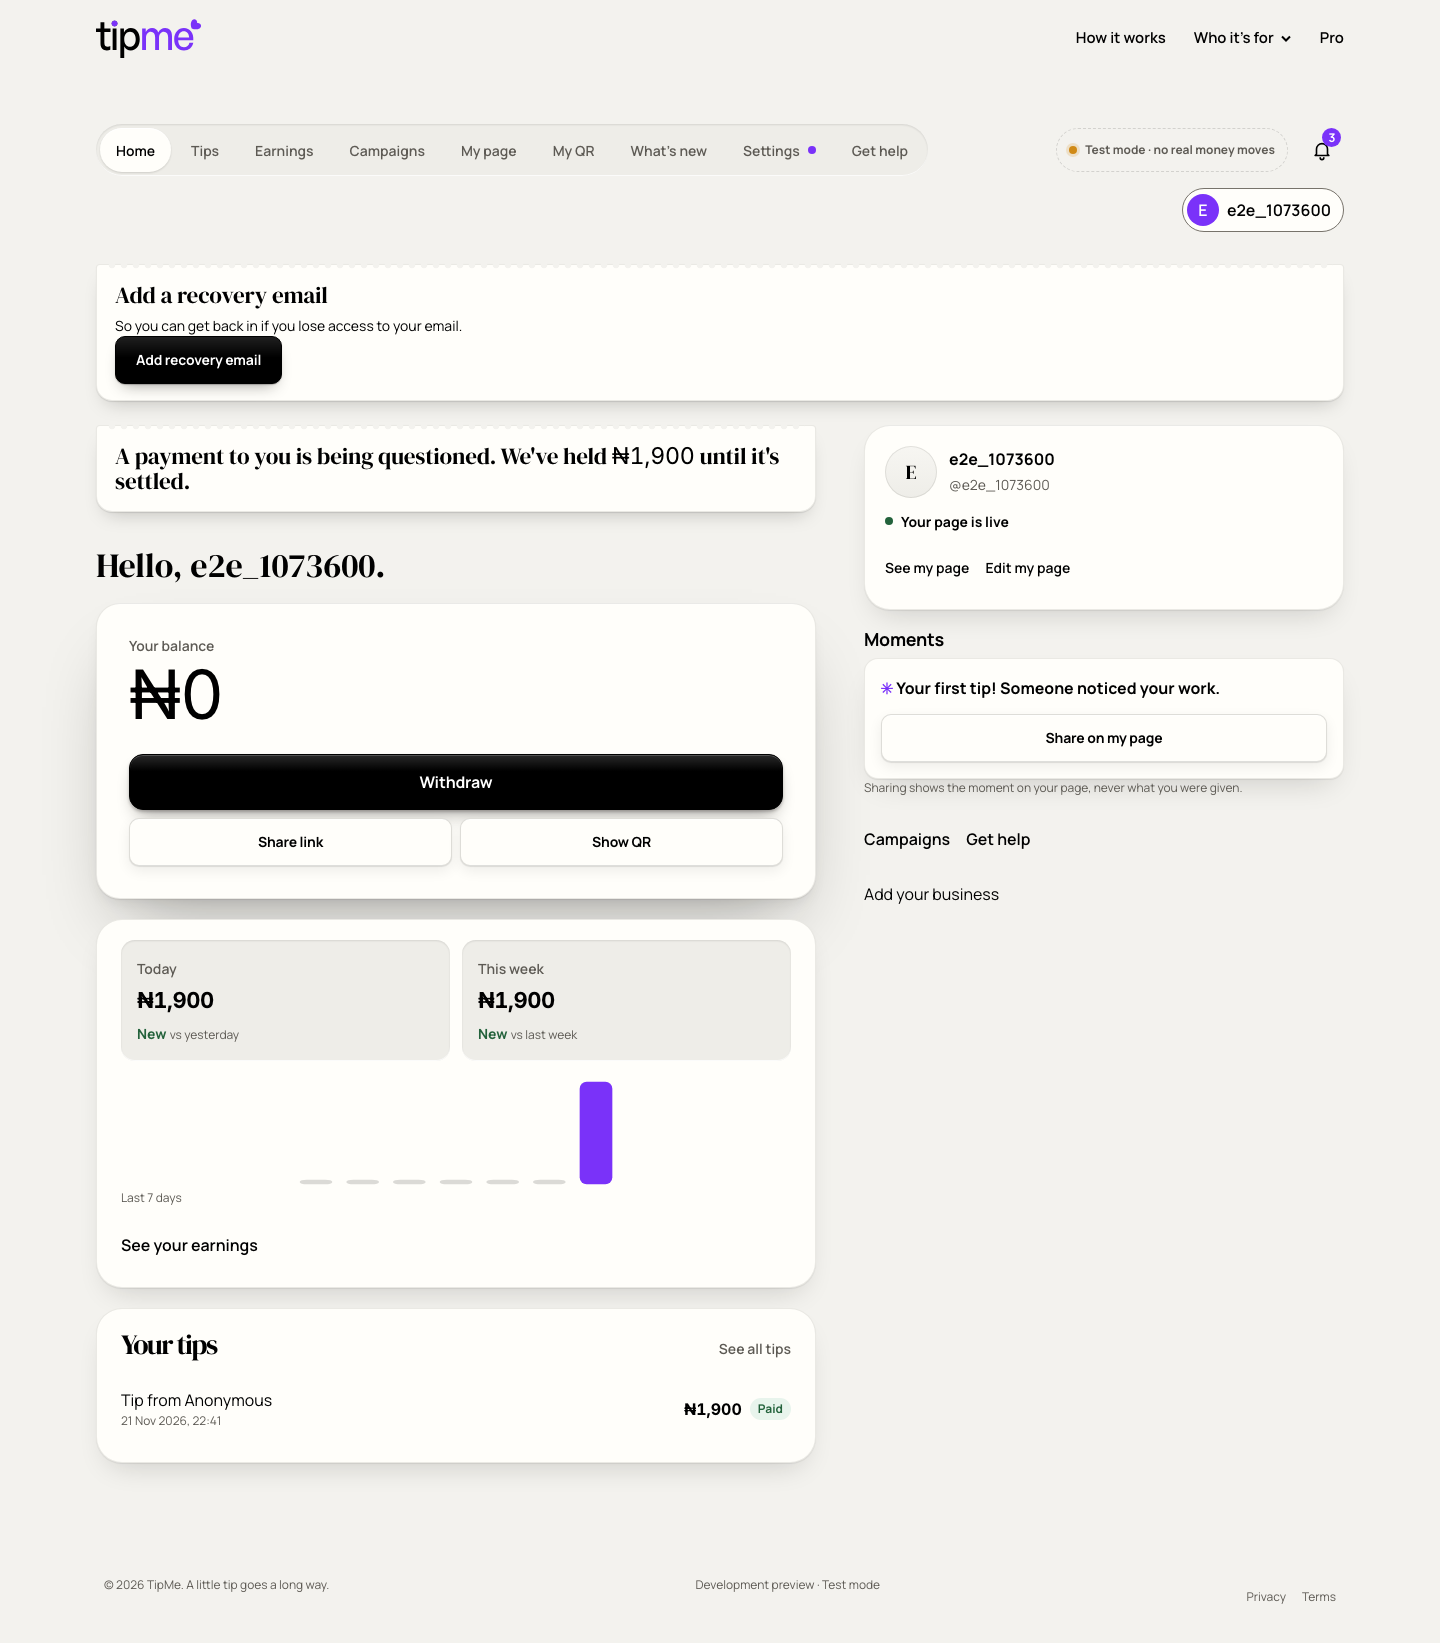 tipme
How it works
Who it's for
Pro
Home
Tips
Earnings
Campaigns
My page
My QR
What's new
Settings
Get help
Test mode · no real money moves
3
E
e2e_1073600
Add a recovery email
So you can get back in if you lose access to your email.
Add recovery email
A payment to you is being questioned. We've held ₦1,900 until it's
settled.
Hello, e2e_1073600.
Your balance
₦0
Withdraw
Share link
Show QR
Today
₦1,900
New vs yesterday
This week
₦1,900
New vs last week
Last 7 days
See your earnings
Your tips
See all tips
Tip from Anonymous
21 Nov 2026, 22:41
₦1,900
Paid
E
e2e_1073600
@e2e_1073600
Your page is live
See my page
Edit my page
Moments
Your first tip! Someone noticed your work.
Share on my page
Sharing shows the moment on your page, never what you were given.
Campaigns
Get help
Add your business
© 2026 TipMe. A little tip goes a long way.
Development preview · Test mode
Privacy
Terms